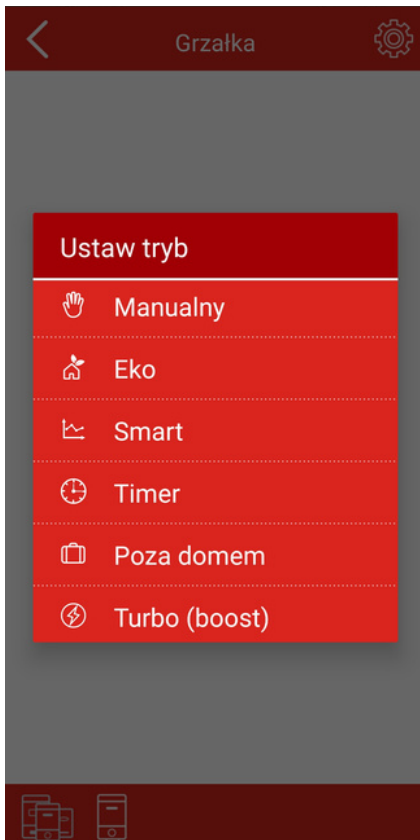 Grzałka
Ustaw tryb
Manualny
Eko
Smart
Timer
Poza domem
Turbo (boost)